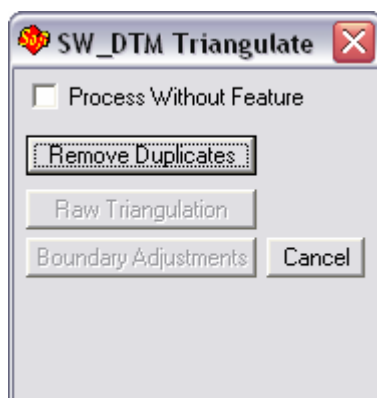 SW_DTM Triangulate
Process Without Feature
Remove Duplicates
Raw Triangulation
Boundary Adjustments Cancel